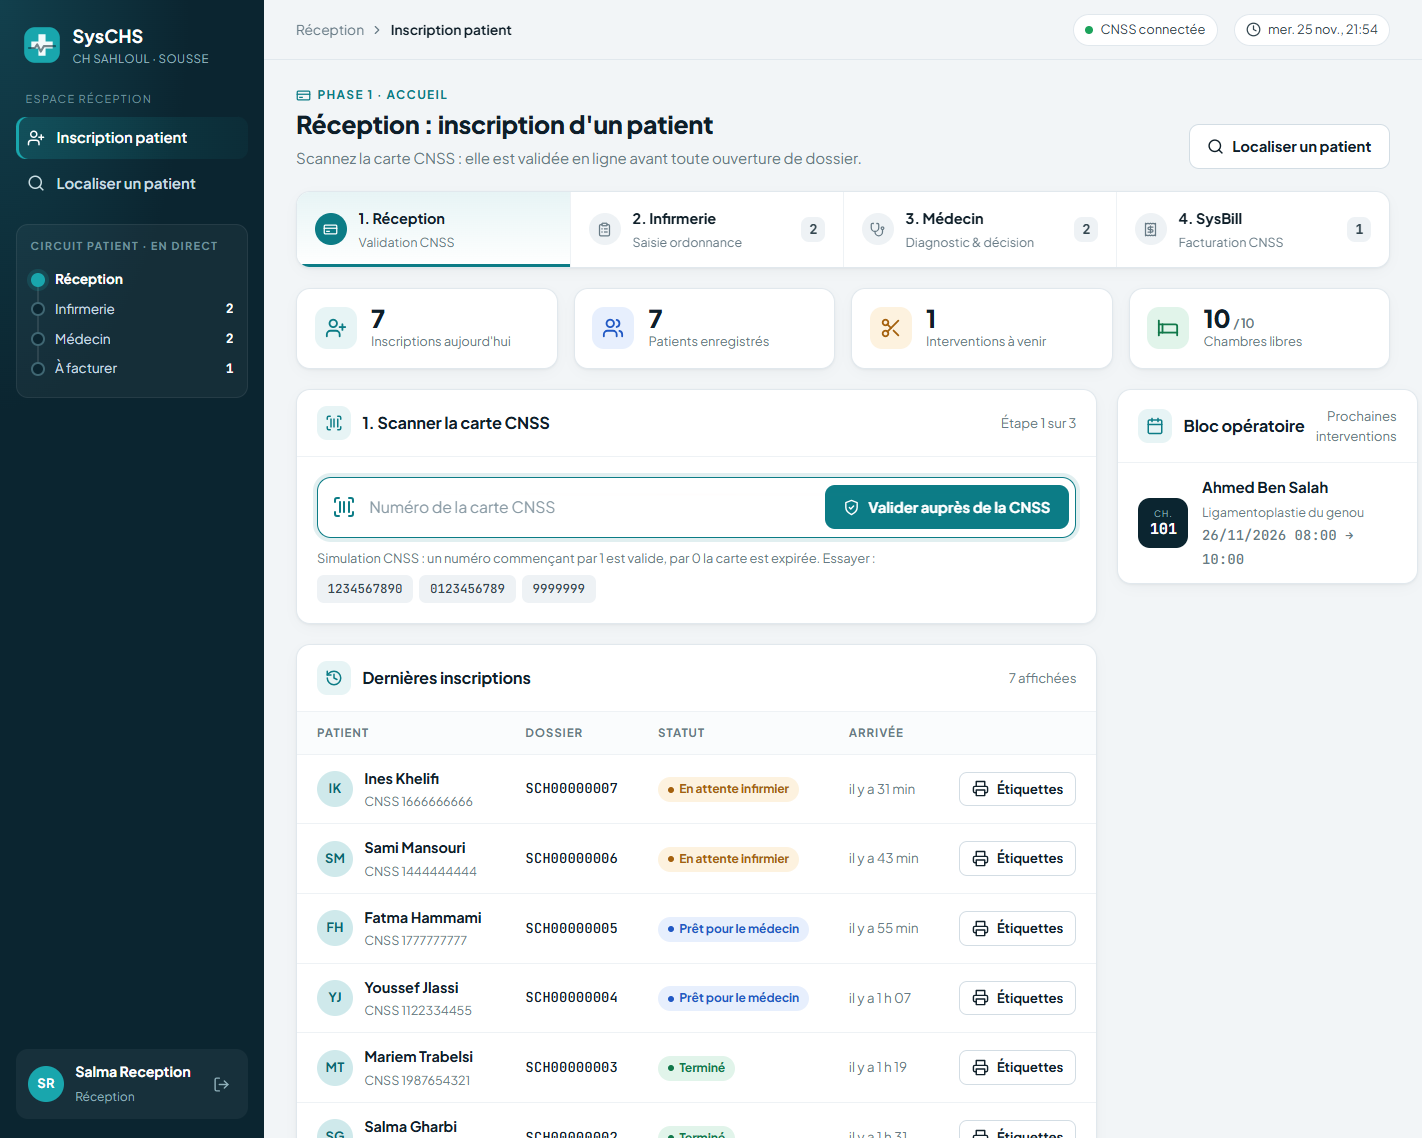 SysCHS
CH SAHLOUL · SOUSSE
ESPACE RÉCEPTION
Inscription patient
Localiser un patient
CIRCUIT PATIENT · EN DIRECT
Réception
Infirmerie 2
Médecin 2
À facturer 1
SR
Salma Reception
Réception
Réception > Inscription patient
CNSS connectée
mer. 25 nov., 21:54
PHASE 1 · ACCUEIL
Réception : inscription d'un patient
Scannez la carte CNSS : elle est validée en ligne avant toute ouverture de dossier.
Localiser un patient
1. Réception
Validation CNSS
2. Infirmerie
Saisie ordonnance
2
3. Médecin
Diagnostic & décision
2
4. SysBill
Facturation CNSS
1
7
Inscriptions aujourd'hui
7
Patients enregistrés
1
Interventions à venir
10 / 10
Chambres libres
1. Scanner la carte CNSS
Étape 1 sur 3
Numéro de la carte CNSS
Valider auprès de la CNSS
Simulation CNSS : un numéro commençant par 1 est valide, par 0 la carte est expirée. Essayer :
1234567890 0123456789 9999999
Bloc opératoire
Prochaines
interventions
CH.
101
Ahmed Ben Salah
Ligamentoplastie du genou
26/11/2026 08:00 →
10:00
Dernières inscriptions
7 affichées
PATIENT DOSSIER STATUT ARRIVÉE
IK
Ines Khelifi
CNSS 1666666666
SCH00000007
En attente infirmier
il y a 31 min
Étiquettes
SM
Sami Mansouri
CNSS 1444444444
SCH00000006
En attente infirmier
il y a 43 min
Étiquettes
FH
Fatma Hammami
CNSS 1777777777
SCH00000005
Prêt pour le médecin
il y a 55 min
Étiquettes
YJ
Youssef Jlassi
CNSS 1122334455
SCH00000004
Prêt pour le médecin
il y a 1 h 07
Étiquettes
MT
Mariem Trabelsi
CNSS 1987654321
SCH00000003
Terminé
il y a 1 h 19
Étiquettes
SG
Salma Gharbi
SCH00000002
Terminé
il y a 1 h 31
Étiquettes